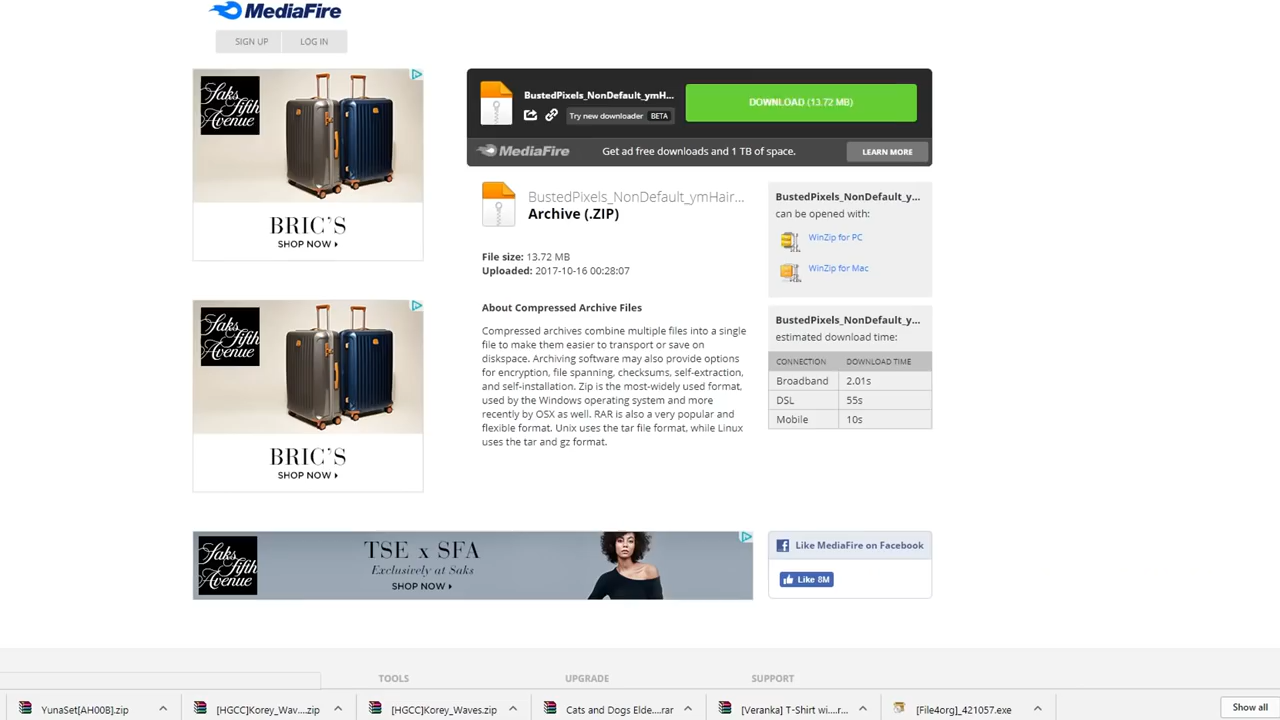 MediaFire
SIGN UP
LOG IN
Saks
Fifth
Avenue
BRIC'S
SHOP NOW
Saks
Fifth
Avenue
BRIC'S
SHOP NOW
BustedPixels_NonDefault_ymH...
Try new downloader BETA
DOWNLOAD (13.72 MB)
MediaFire
Get ad free downloads and 1 TB of space.
LEARN MORE
BustedPixels_NonDefault_ymHair...
Archive (.ZIP)
File size: 13.72 MB
Uploaded: 2017-10-16 00:28:07
About Compressed Archive Files
Compressed archives combine multiple files into a single
file to make them easier to transport or save on
diskspace. Archiving software may also provide options
for encryption, file spanning, checksums, self-extraction,
and self-installation. Zip is the most-widely used format,
used by the Windows operating system and more
recently by OSX as well. RAR is also a very popular and
flexible format. Unix uses the tar file format, while Linux
uses the tar and gz format.
BustedPixels_NonDefault_y...
can be opened with:
WinZip for PC
WinZip for Mac
BustedPixels_NonDefault_y...
estimated download time:
CONNECTION DOWNLOAD TIME
Broadband 2.01s
DSL 55s
Mobile 10s
Saks
Fifth
Avenue
TSE x SFA
Exclusively at Saks
SHOP NOW
Like MediaFire on Facebook
Like 8M
TOOLS
UPGRADE
SUPPORT
YunaSet[AH00B].zip
[HGCC]Korey_Wav....zip
[HGCC]Korey_Waves.zip
Cats and Dogs Elde....rar
[Veranka] T-Shirt wi....rar
[File4org]_421057.exe
Show all